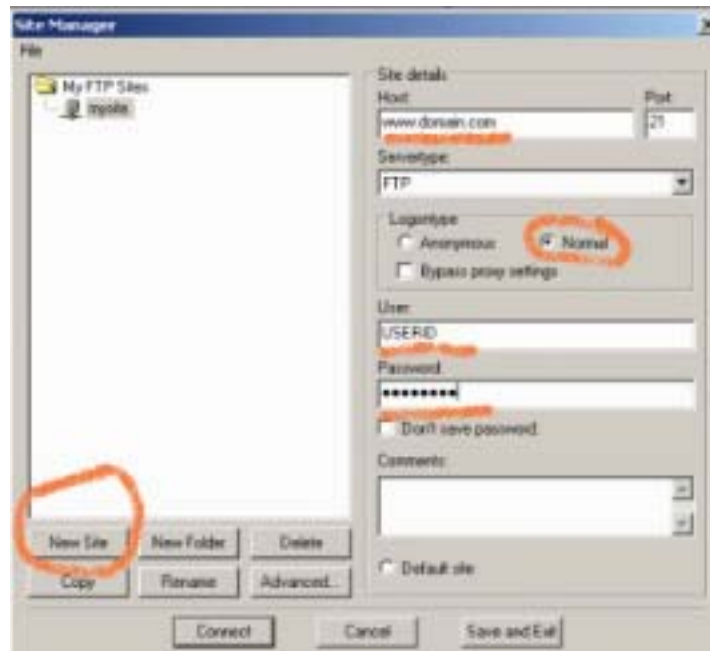 Site Manager
File
My FTP Sites
mysite
New Site
New Folder
Delete
Copy
Rename
Advanced...
Site details
Host:
Port:
www.domain.com
21
Servertype:
FTP
Logontype
Anonymous
Normal
Bypass proxy settings
User:
USERID
Password:
Don't save password
Comments:
Default site
Connect
Cancel
Save and Exit